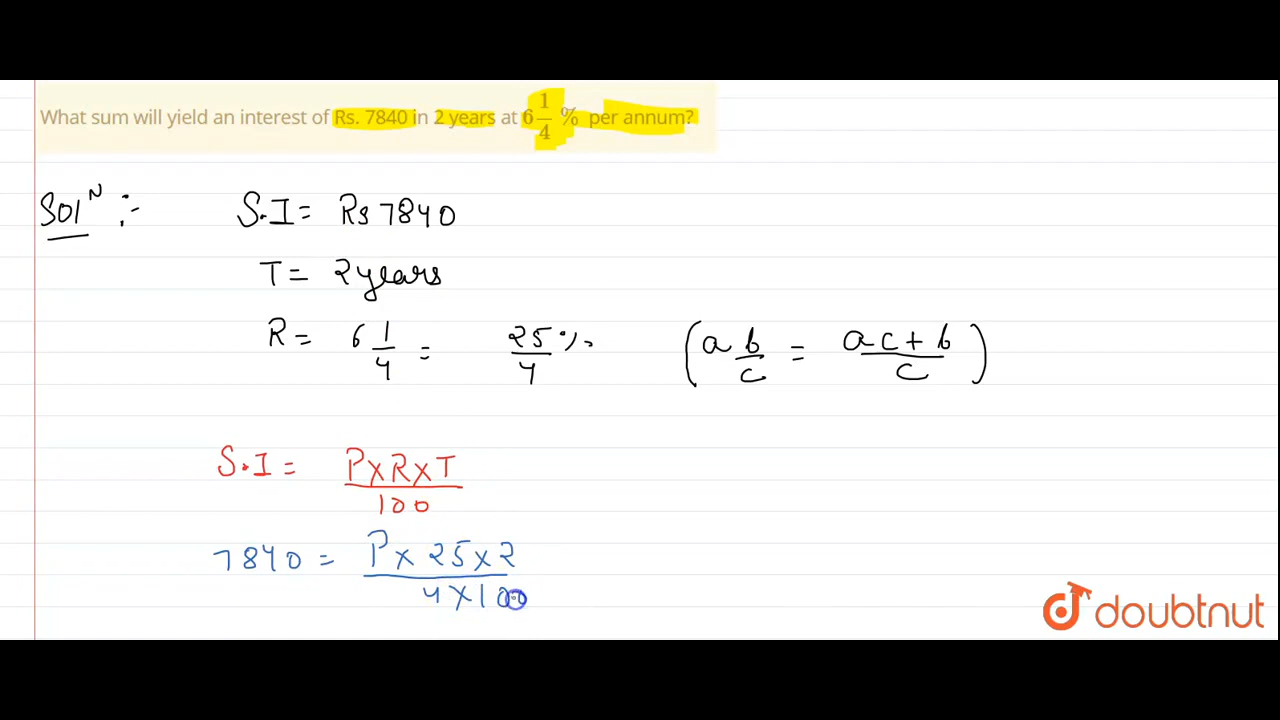 What sum will yield an interest of Rs. 7840 in 2 years at 6 1/4 % per annum?
Sol^N :-
S.I = Rs 7840
T = 2 years
R = 6 1/4 = 25/4 % (a b/c = ac+b/c)
S.I = P×R×T/100
7840 = P×25×2/4×100
doubtnut